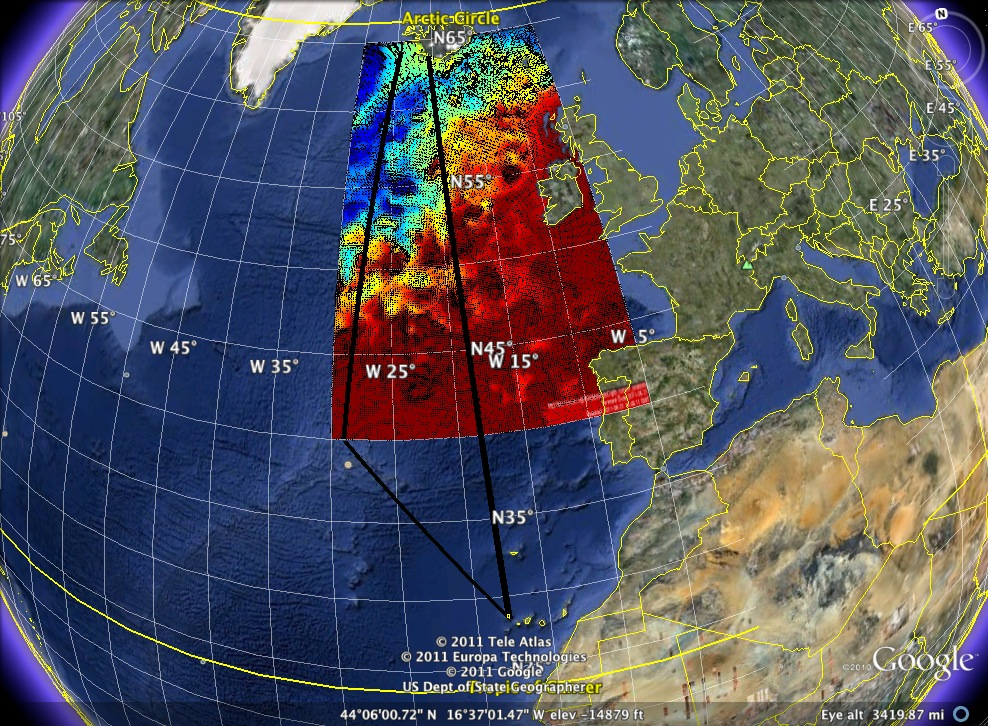 Arctic Circle
N65°
N
E 65°
E 55°
105°
E 45°
E 35°
N55°
E 25°
75°
W 65°
W 55°
W 45°
W 35°
W 25°
N45°
W 15°
W 5°
N35°
© 2011 Tele Atlas
© 2011 Europa Technologies
© 2011 Google
US Dept of State Geographer
©2010 Google
44°06'00.72" N 16°37'01.47" W elev -14879 ft
Eye alt 3419.87 mi